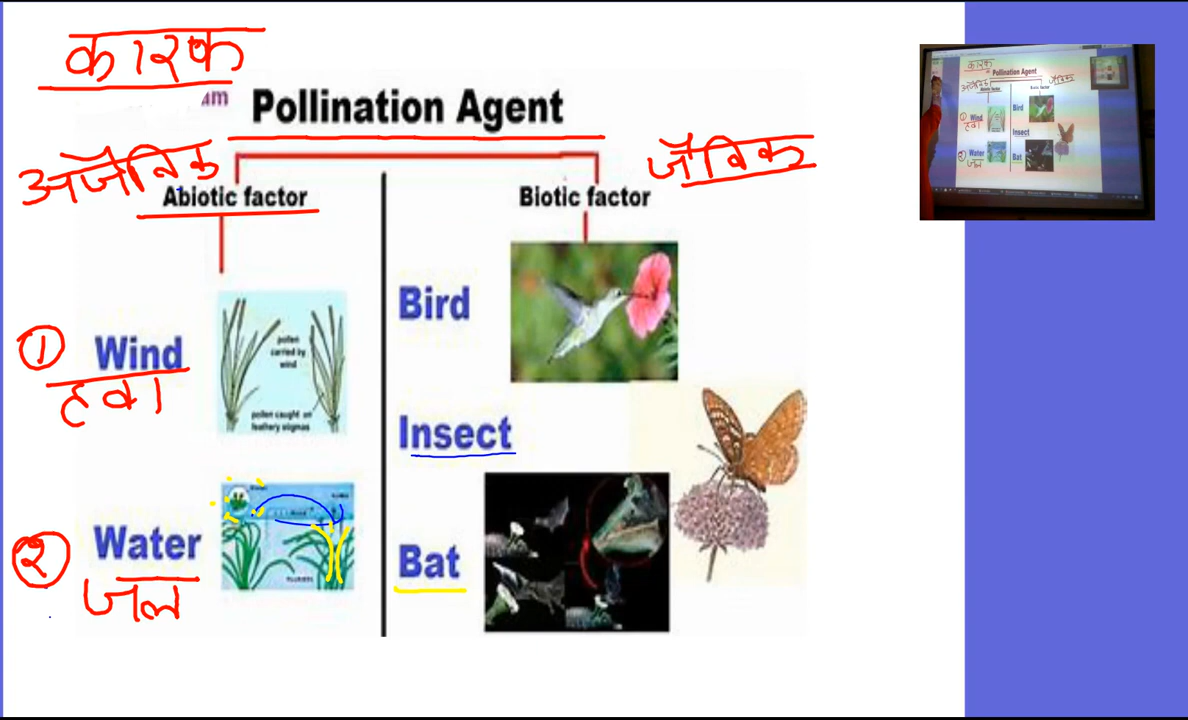 कारक
am
Pollination Agent
अजैविक
जैविक
Abiotic factor
Biotic factor
Bird
pollen
carried by
wind
① Wind
हवा
pollen caught on
feathery stigmas
Insect
② Water
जल
Bat